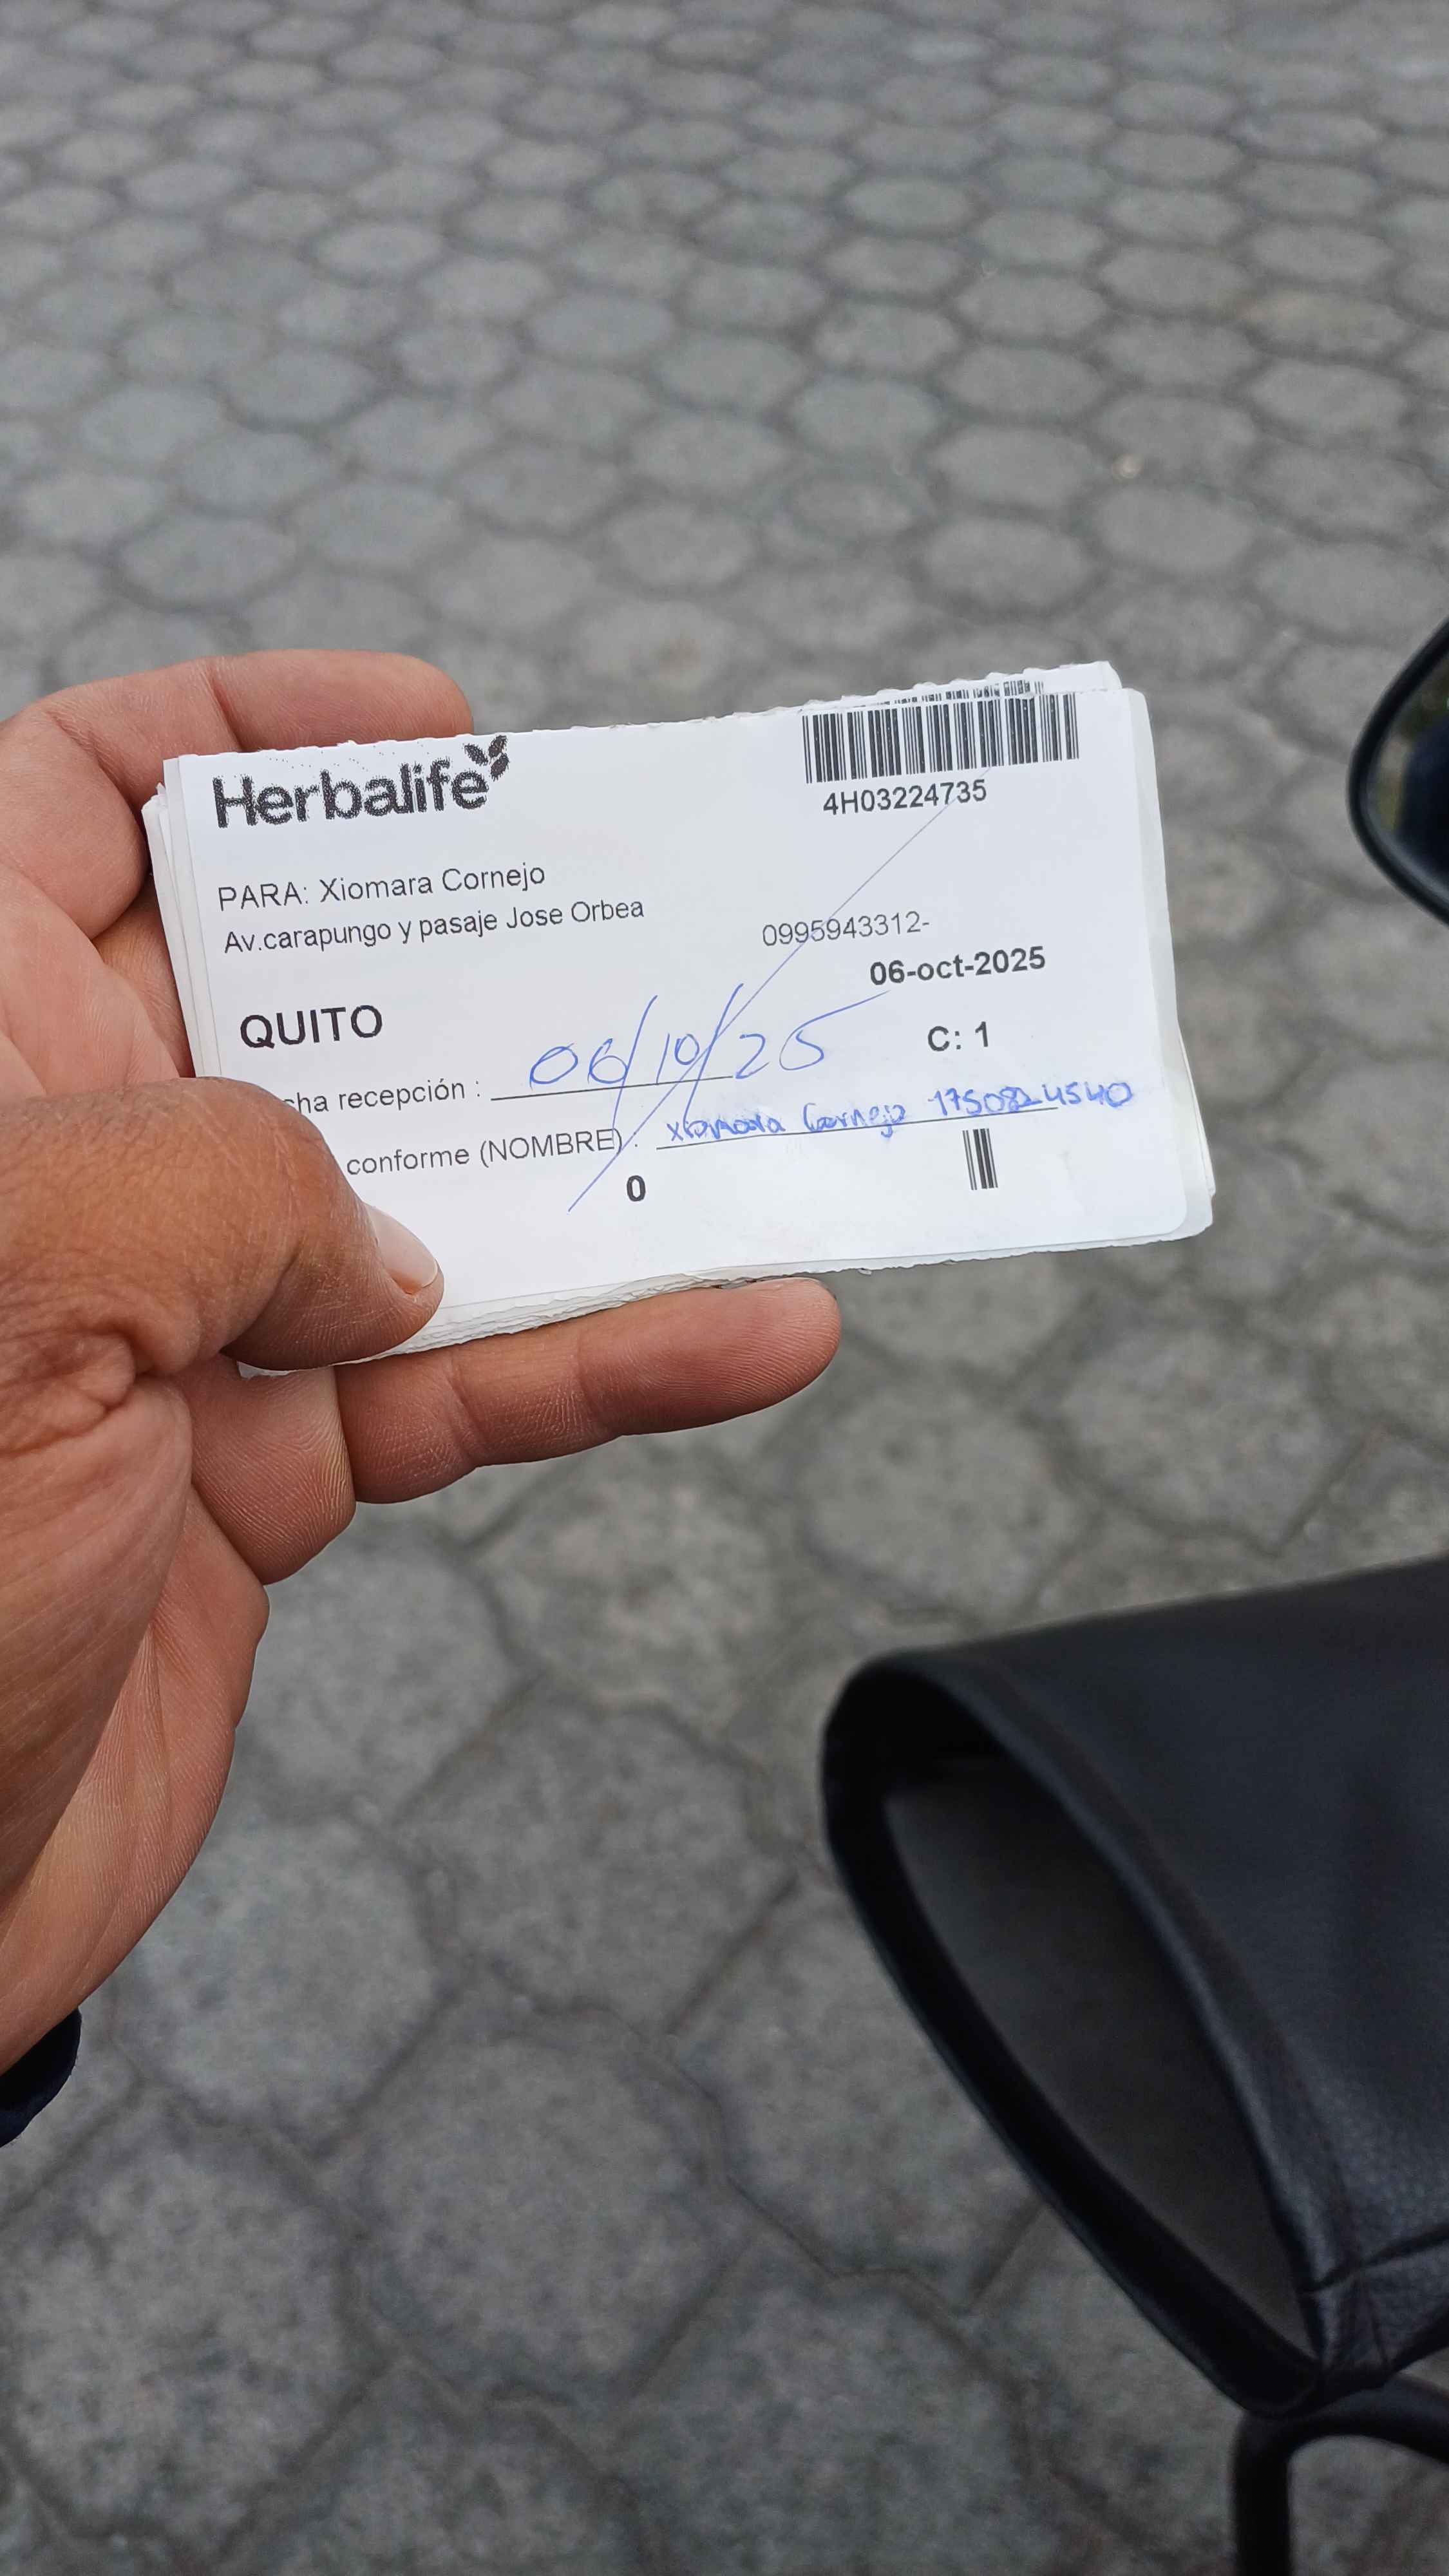 Herbalife
4H03224735
PARA: Xiomara Cornejo
Av.carapungo y pasaje Jose Orbea
0995943312-
06-oct-2025
QUITO
C: 1
cha recepción : 06/10/25
conforme (NOMBRE) : Xiomara Cornejo 1750824540
0